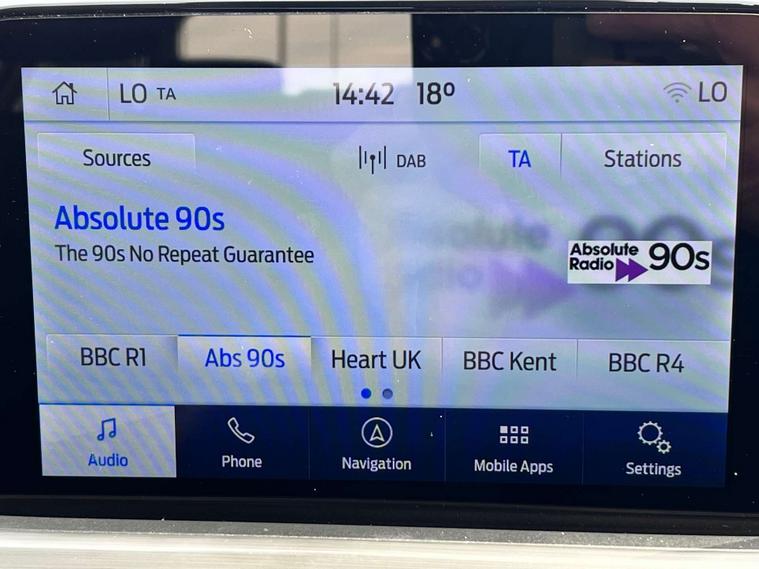 LO TA 14:42 18º LO
Sources DAB TA Stations
Absolute 90s
The 90s No Repeat Guarantee
Absolute
Radio 90s
BBC R1 Abs 90s Heart UK BBC Kent BBC R4
Audio Phone Navigation Mobile Apps Settings